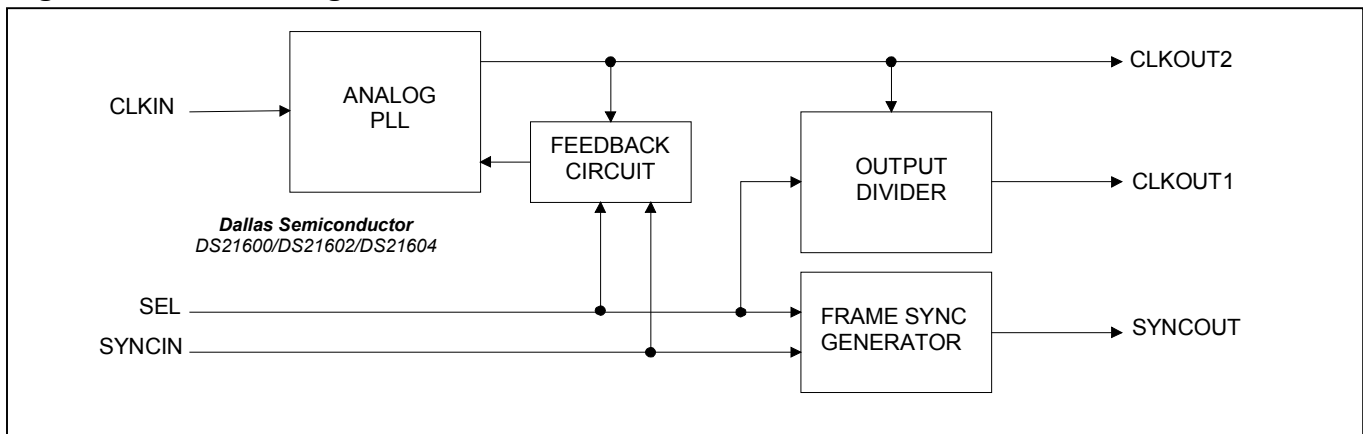 CLKIN
ANALOG
PLL
FEEDBACK
CIRCUIT
OUTPUT
DIVIDER
CLKOUT2
CLKOUT1
Dallas Semiconductor
DS21600/DS21602/DS21604
SEL
SYNCIN
FRAME SYNC
GENERATOR
SYNCOUT